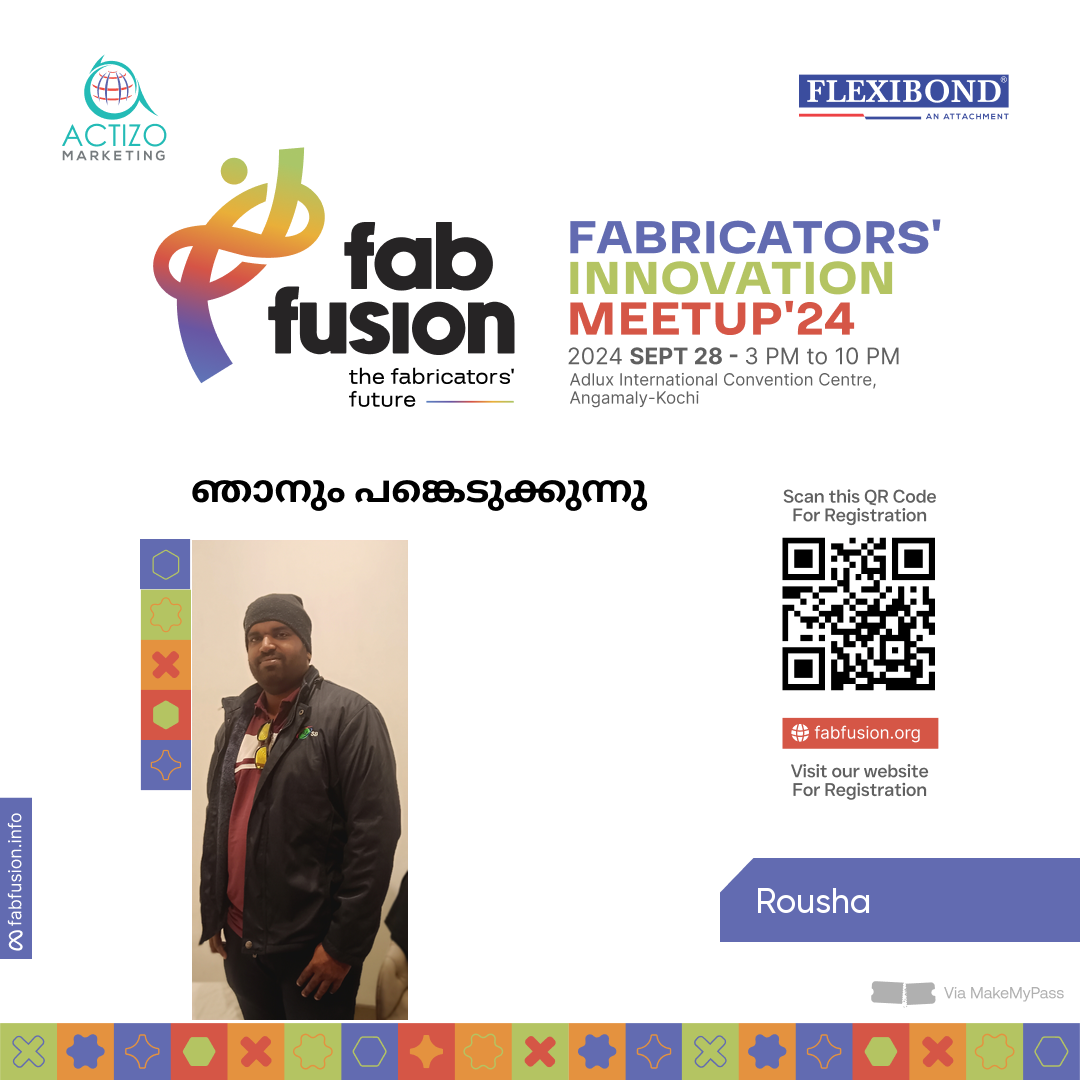 ACTIZO
MARKETING
FLEXIBOND®
AN ATTACHMENT
fab
fusion
the fabricators'
future
FABRICATORS'
INNOVATION
MEETUP'24
2024 SEPT 28 - 3 PM to 10 PM
Adlux International Convention Centre,
Angamaly-Kochi
ഞാനും പങ്കെടുക്കുന്നു
Scan this QR Code
For Registration
fabfusion.org
Visit our website
For Registration
fabfusion.info
Rousha
Via MakeMyPass